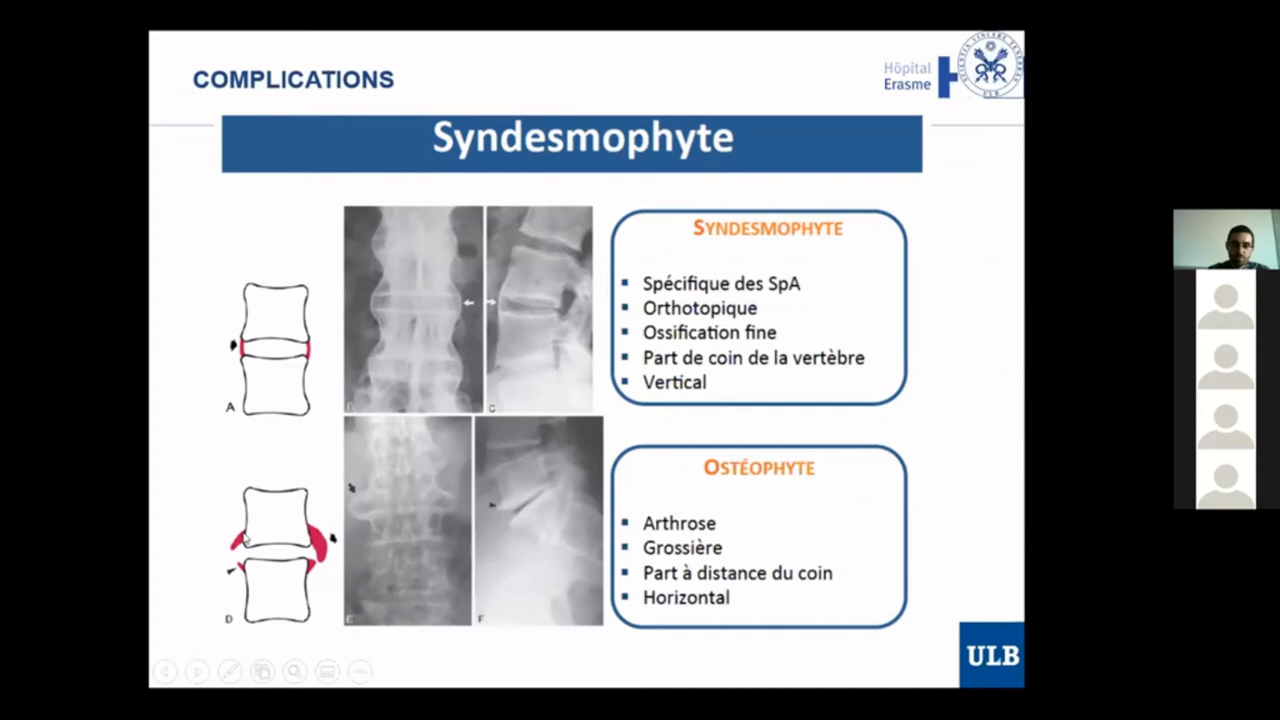 COMPLICATIONS
Hôpital
Erasme
Syndesmophyte
SYNDESMOPHYTE
Spécifique des SpA
Orthotopique
Ossification fine
Part de coin de la vertèbre
Vertical
A
D
E
F
OSTÉOPHYTE
Arthrose
Grossière
Part à distance du coin
Horizontal
ULB